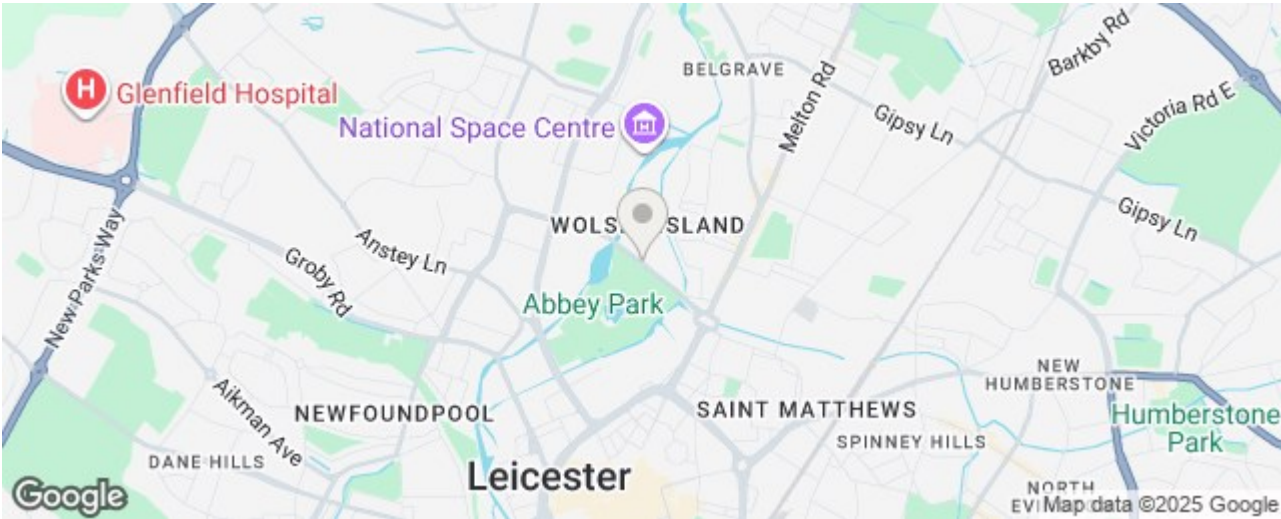 BELGRAVE
Barkby Rd
Glenfield Hospital
H
Melton Rd
Gipsy Ln
Victoria Rd E
National Space Centre
WOLS SLAND
Gipsy Ln
Anstey Ln
Groby Rd
New Parks Way
Abbey Park
NEW
HUMBERSTONE
Aikman Ave
NEWFOUNDPOOL
SAINT MATTHEWS
Humberstone
Park
SPINNEY HILLS
DANE HILLS
Leicester
NORTH
Google
Map data ©2025 Google